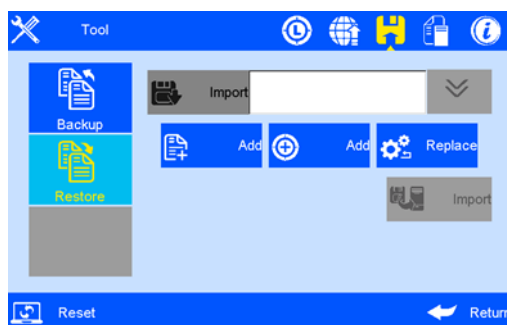 Tool
Import
Backup
Add
Add
Replace
Restore
Import
Reset
Return